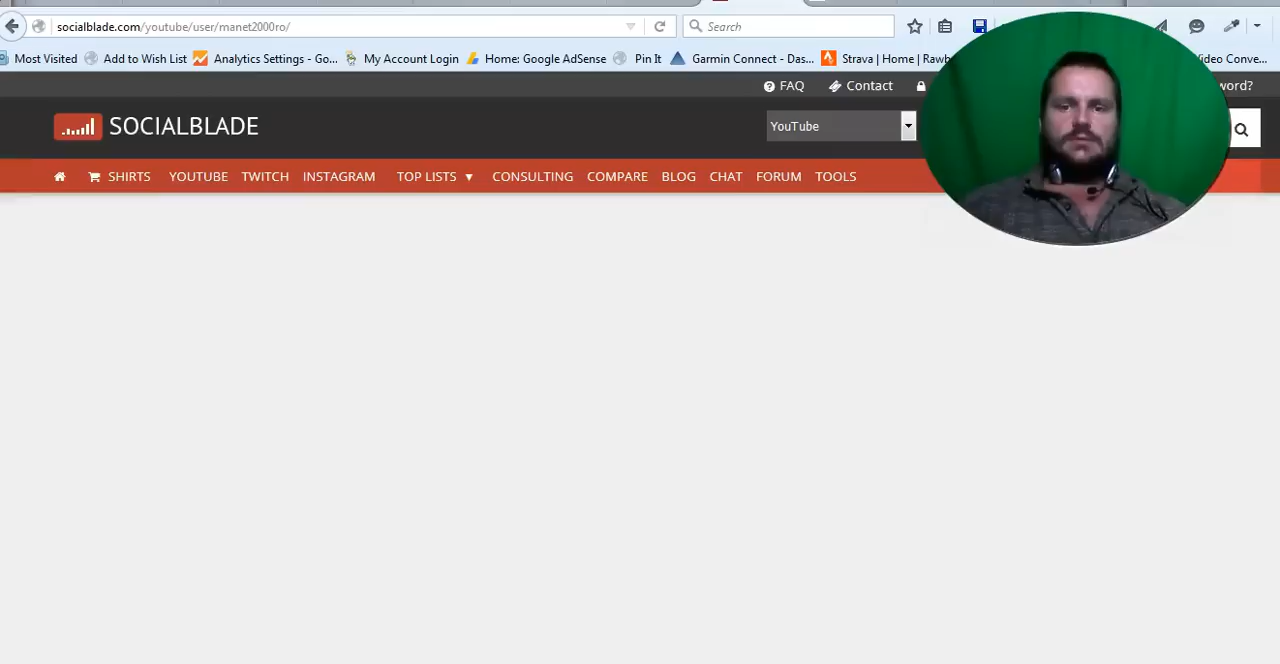 socialblade.com/youtube/user/manet2000ro/
Search
Most Visited Add to Wish List Analytics Settings - Go... My Account Login Home: Google AdSense Pin It Garmin Connect - Das... Strava | Home | Rawb Video Conve...
FAQ Contact word?
SOCIALBLADE
YouTube
SHIRTS YOUTUBE TWITCH INSTAGRAM TOP LISTS CONSULTING COMPARE BLOG CHAT FORUM TOOLS